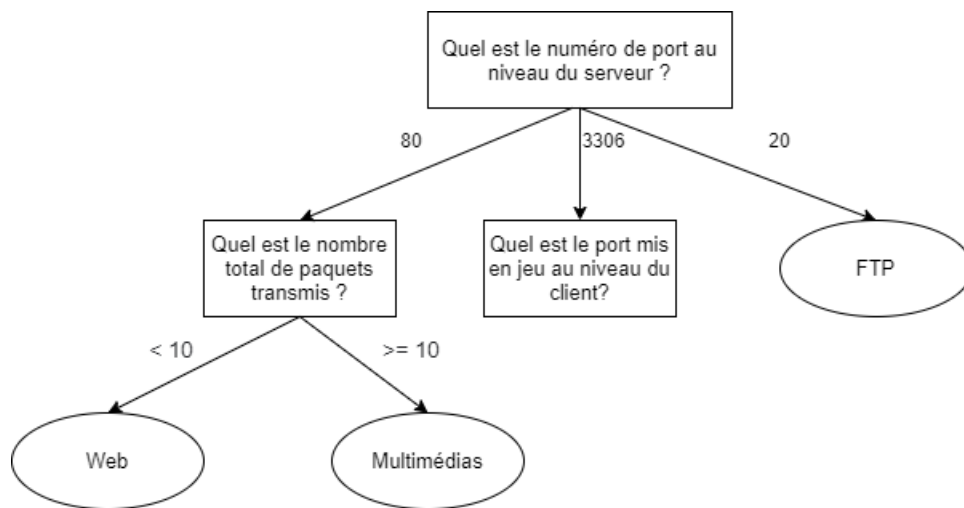 Quel est le numéro de port au
niveau du serveur ?
80
3306
20
Quel est le nombre
total de paquets
transmis ?
Quel est le port mis
en jeu au niveau du
client?
FTP
< 10
>= 10
Web
Multimédias